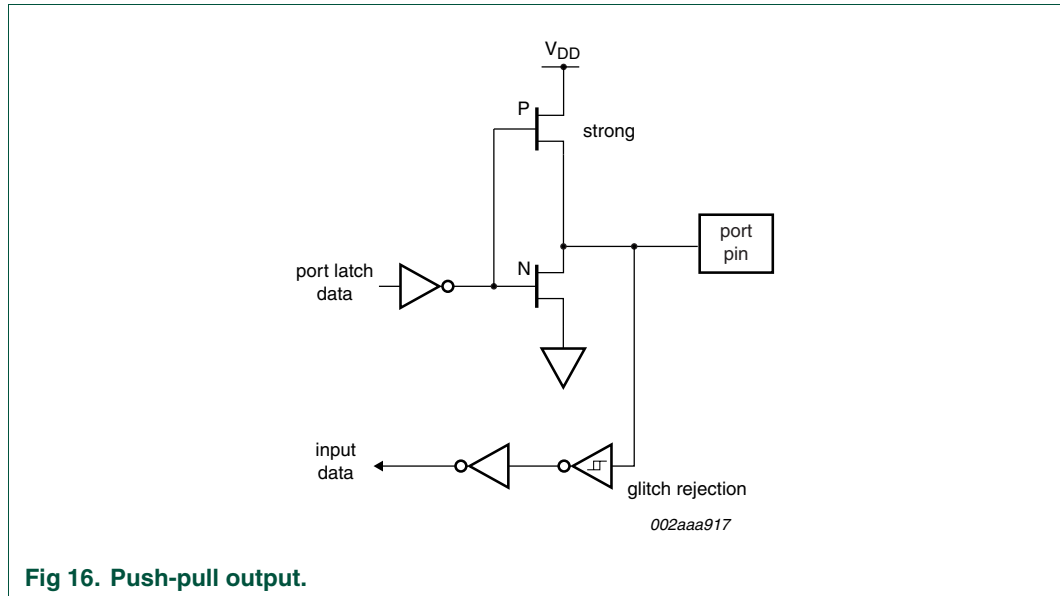 VDD
P
strong
port
pin
N
port latch
data
input
data
glitch rejection
002aaa917
Fig 16. Push-pull output.